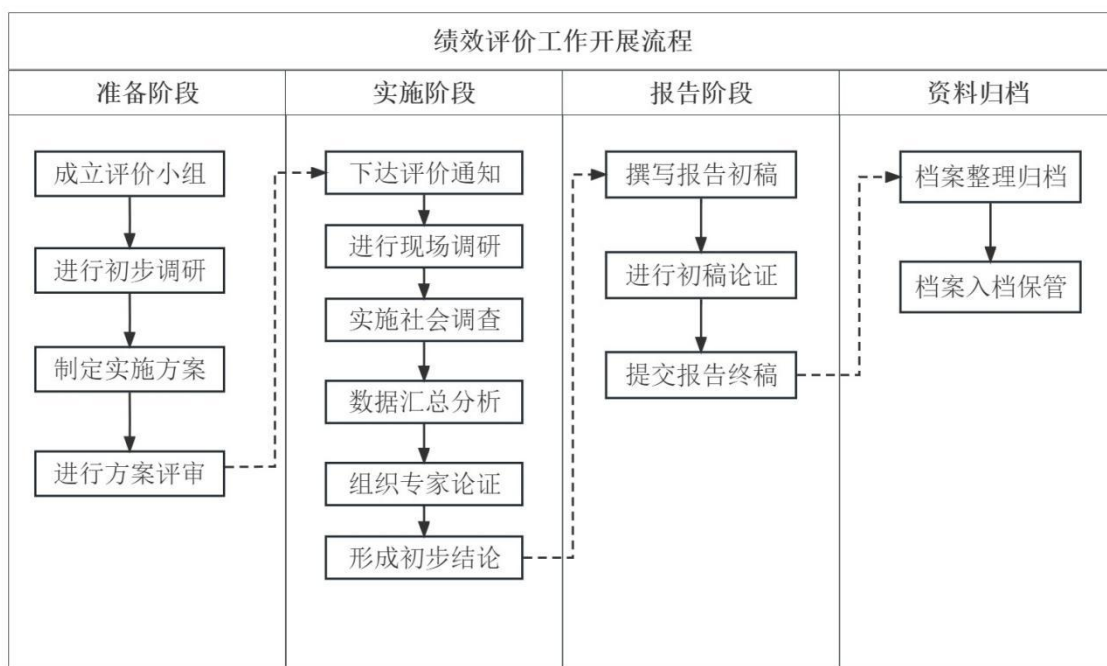 绩效评价工作开展流程
准备阶段
实施阶段
报告阶段
资料归档
成立评价小组
进行初步调研
制定实施方案
进行方案评审
下达评价通知
进行现场调研
实施社会调查
数据汇总分析
组织专家论证
形成初步结论
撰写报告初稿
进行初稿论证
提交报告终稿
档案整理归档
档案入档保管